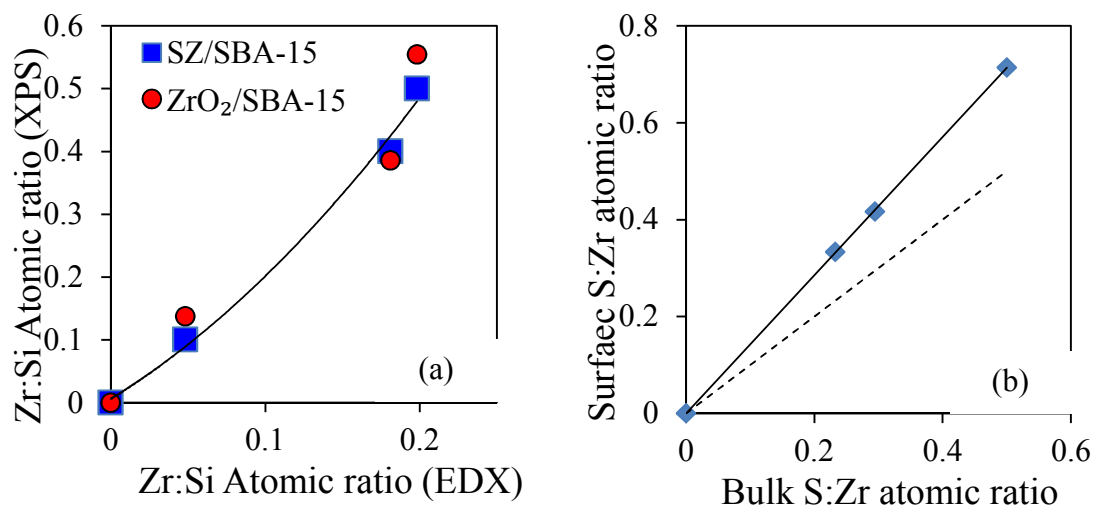 Zr:Si Atomic ratio (XPS)
0.6
0.5
0.4
0.3
0.2
0.1
0
SZ/SBA-15
ZrO₂/SBA-15
(a)
0
0.1
0.2
Zr:Si Atomic ratio (EDX)
Surfaec S:Zr atomic ratio
0.8
0.6
0.4
0.2
0
(b)
0
0.2
0.4
0.6
Bulk S:Zr atomic ratio